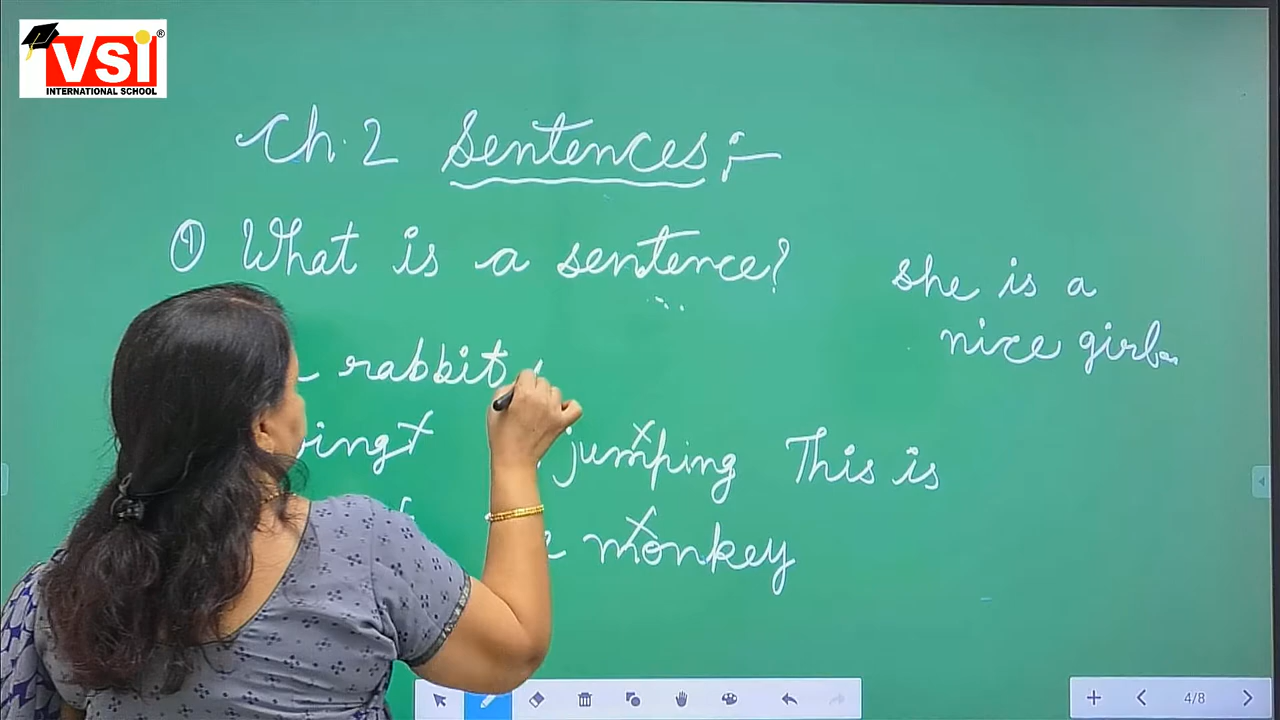 VSI®
INTERNATIONAL SCHOOL
Ch. 2 Sentences :-
① What is a sentence?
she is a
nice girl
rabbit
jumping This is
monkey
4/8